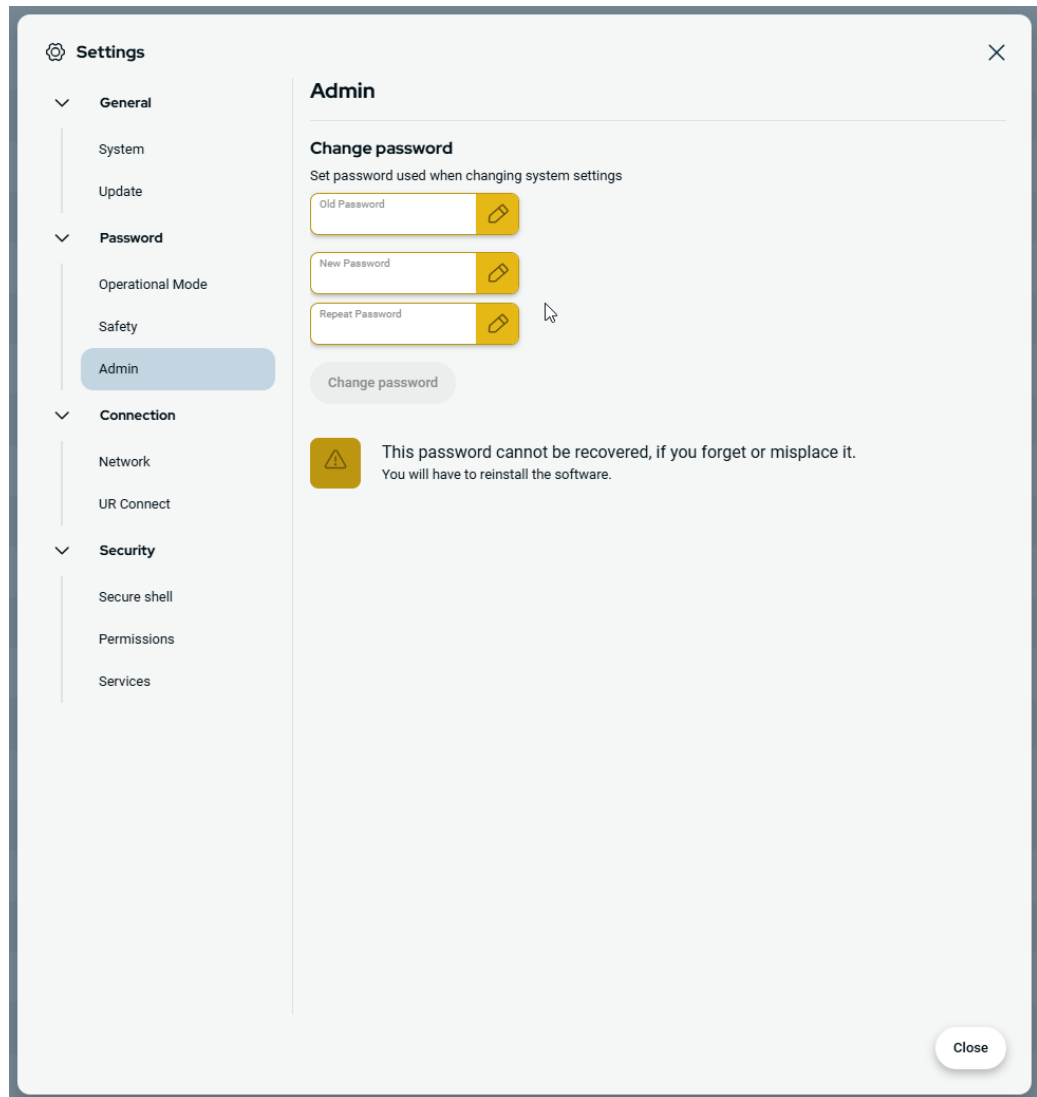 Settings
General
System
Update
Password
Operational Mode
Safety
Admin
Connection
Network
UR Connect
Security
Secure shell
Permissions
Services
Admin
Change password
Set password used when changing system settings
Old Password
New Password
Repeat Password
Change password
This password cannot be recovered, if you forget or misplace it.
You will have to reinstall the software.
Close